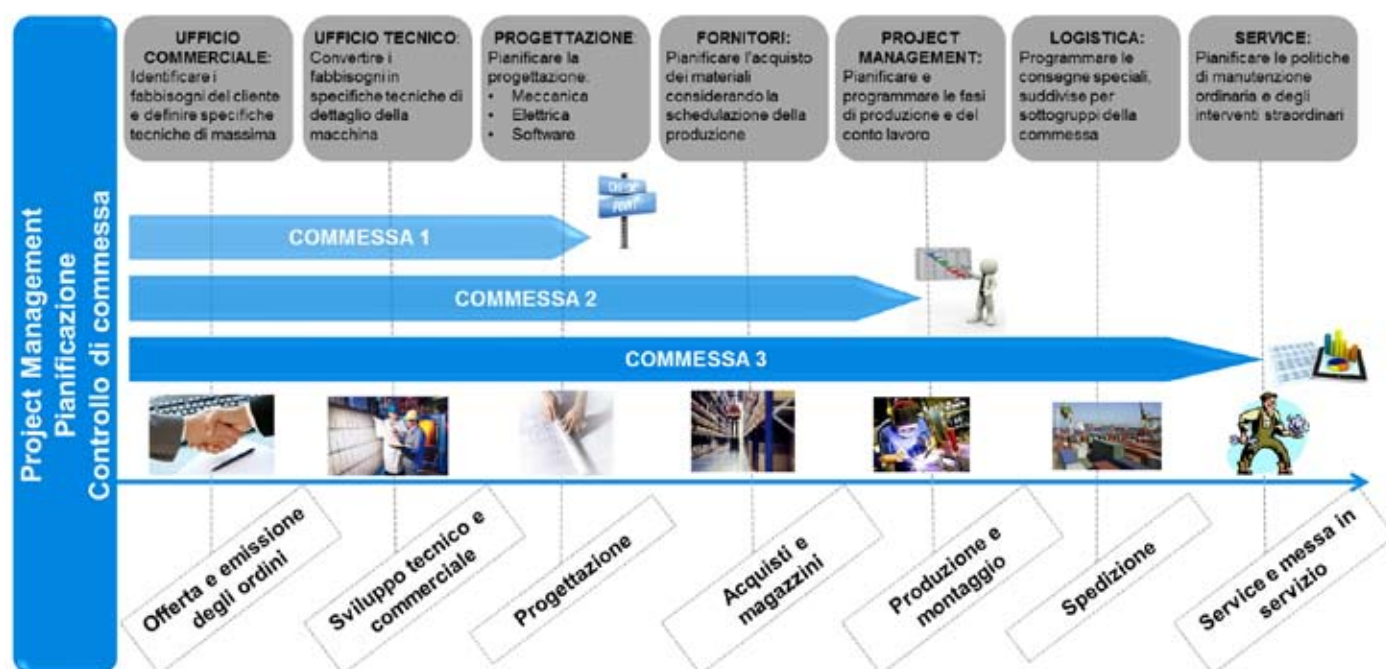 Project Management
Pianificazione
Controllo di commessa
UFFICIO
COMMERCIALE:
Identificare i
fabbisogni del cliente
e definire specifiche
tecniche di massima
UFFICIO TECNICO:
Convertire i
fabbisogni in
specifiche tecniche di
dettaglio della
macchina
PROGETTAZIONE:
Pianificare la
progettazione:
• Meccanica
• Elettrica
• Software
FORNITORI:
Pianificare l'acquisto
dei materiali
considerando la
schedulazione della
produzione
PROJECT
MANAGEMENT:
Pianificare e
programmare le fasi
di produzione e del
conto lavoro
LOGISTICA:
Programmare le
consegne speciali,
suddivise per
sottogruppi della
commessa
SERVICE:
Pianificare le politiche
di manutenzione
ordinaria e degli
interventi straordinari
POINT
COMMESSA 1
COMMESSA 2
COMMESSA 3
Offerta e emissione
degli ordini
Sviluppo tecnico e
commerciale
Progettazione
Acquisti e
magazzini
Produzione e
montaggio
Spedizione
Service e messa in
servizio